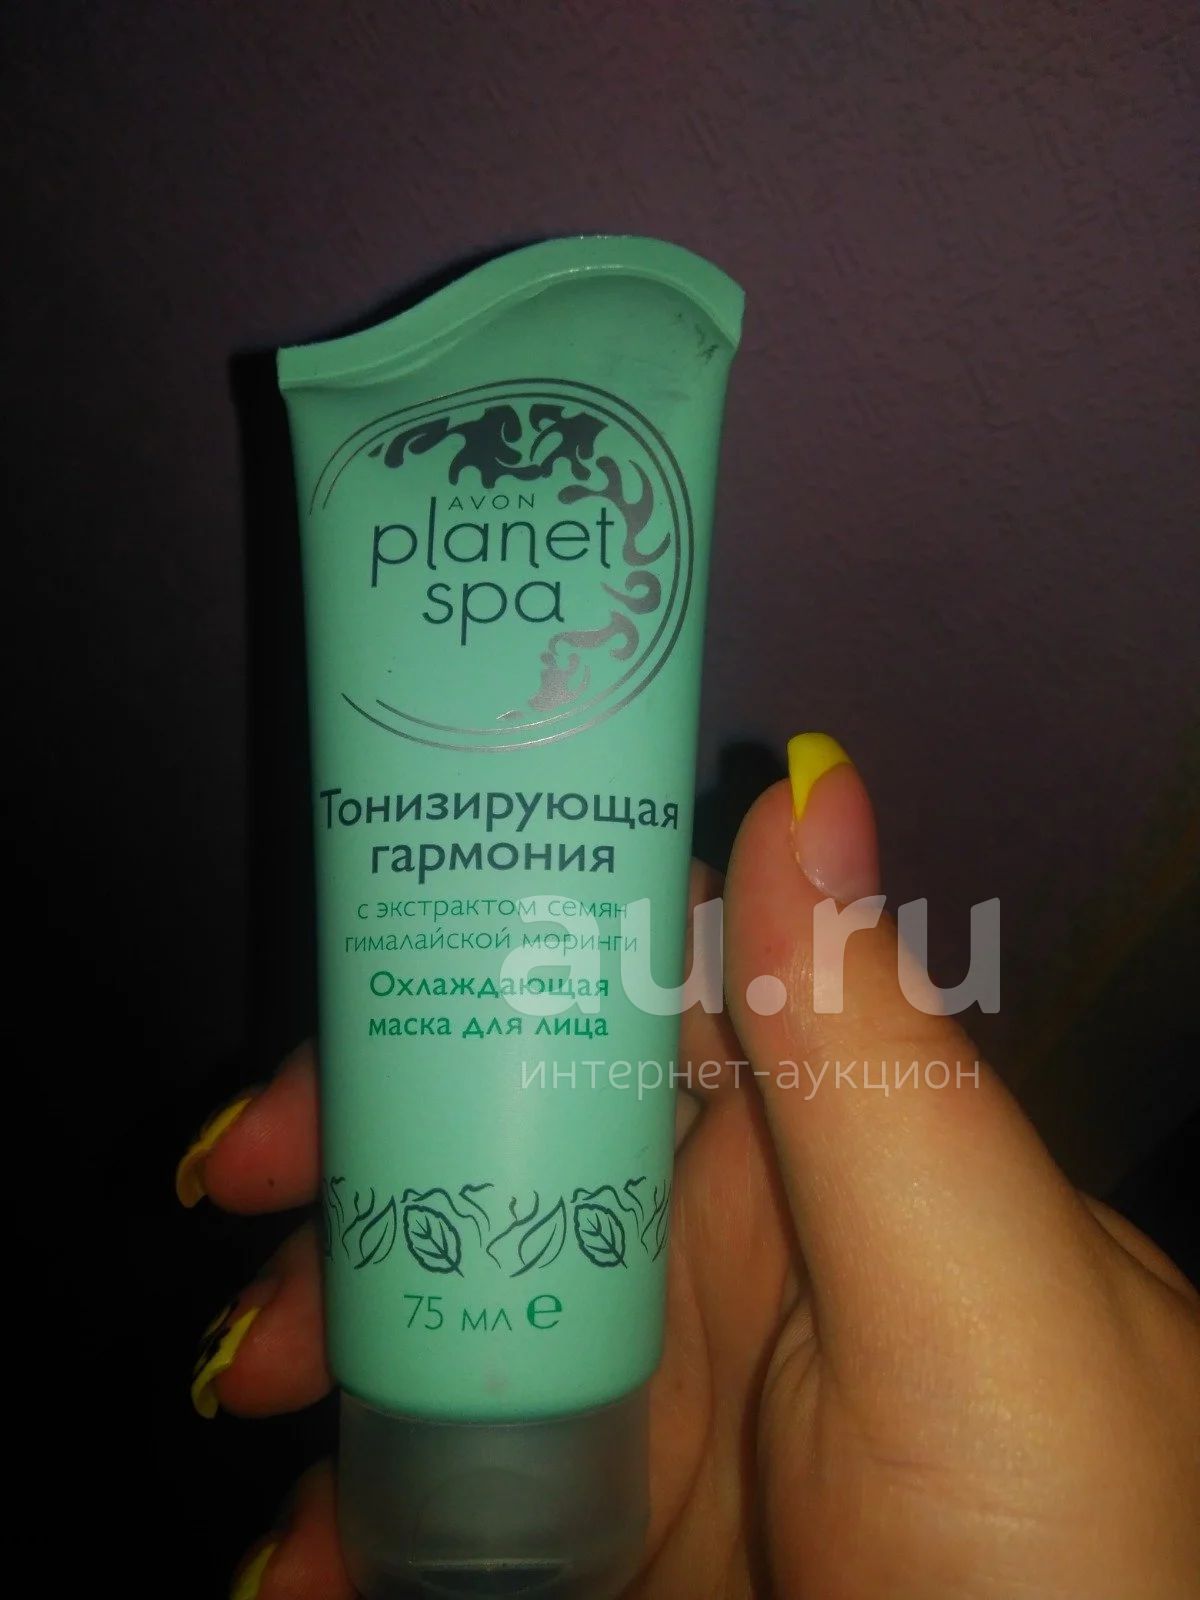 AVON
planet
spa
Тонизирующая
гармония
с экстрактом семян
гималайской моринги
Охлаждающая
маска для лица
75 мл e
au.ru
интернет-аукцион